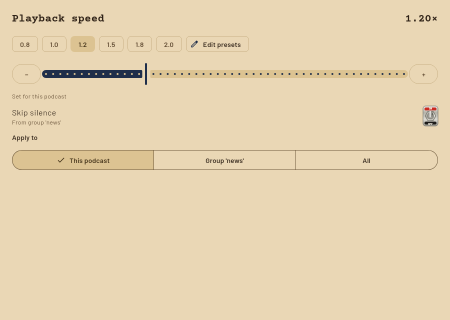 Playback speed 1.20×
0.8 1.0 1.2 1.5 1.8 2.0 Edit presets
- +
Set for this podcast
Skip silence
From group 'news'
Apply to
This podcast Group 'news' All